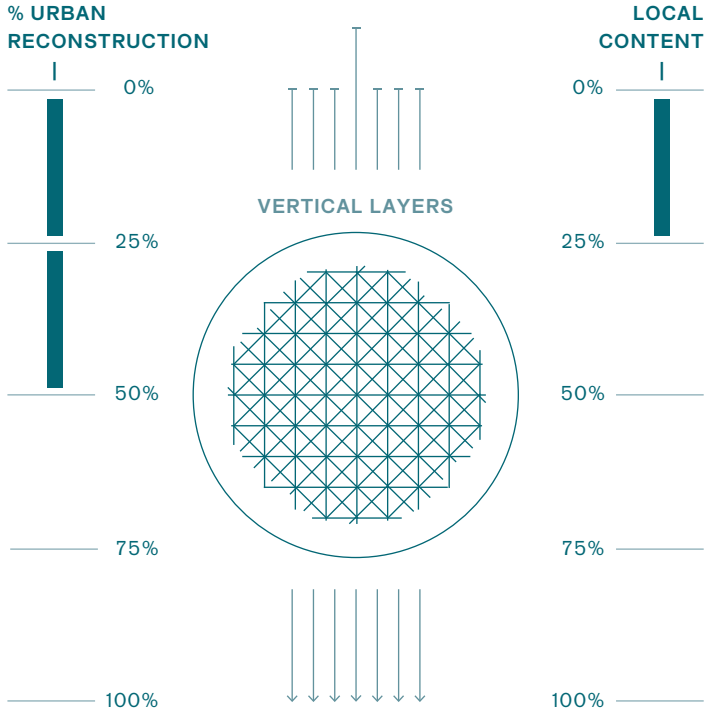 % URBAN
RECONSTRUCTION
0%
25%
50%
75%
100%
VERTICAL LAYERS
LOCAL
CONTENT
0%
25%
50%
75%
100%